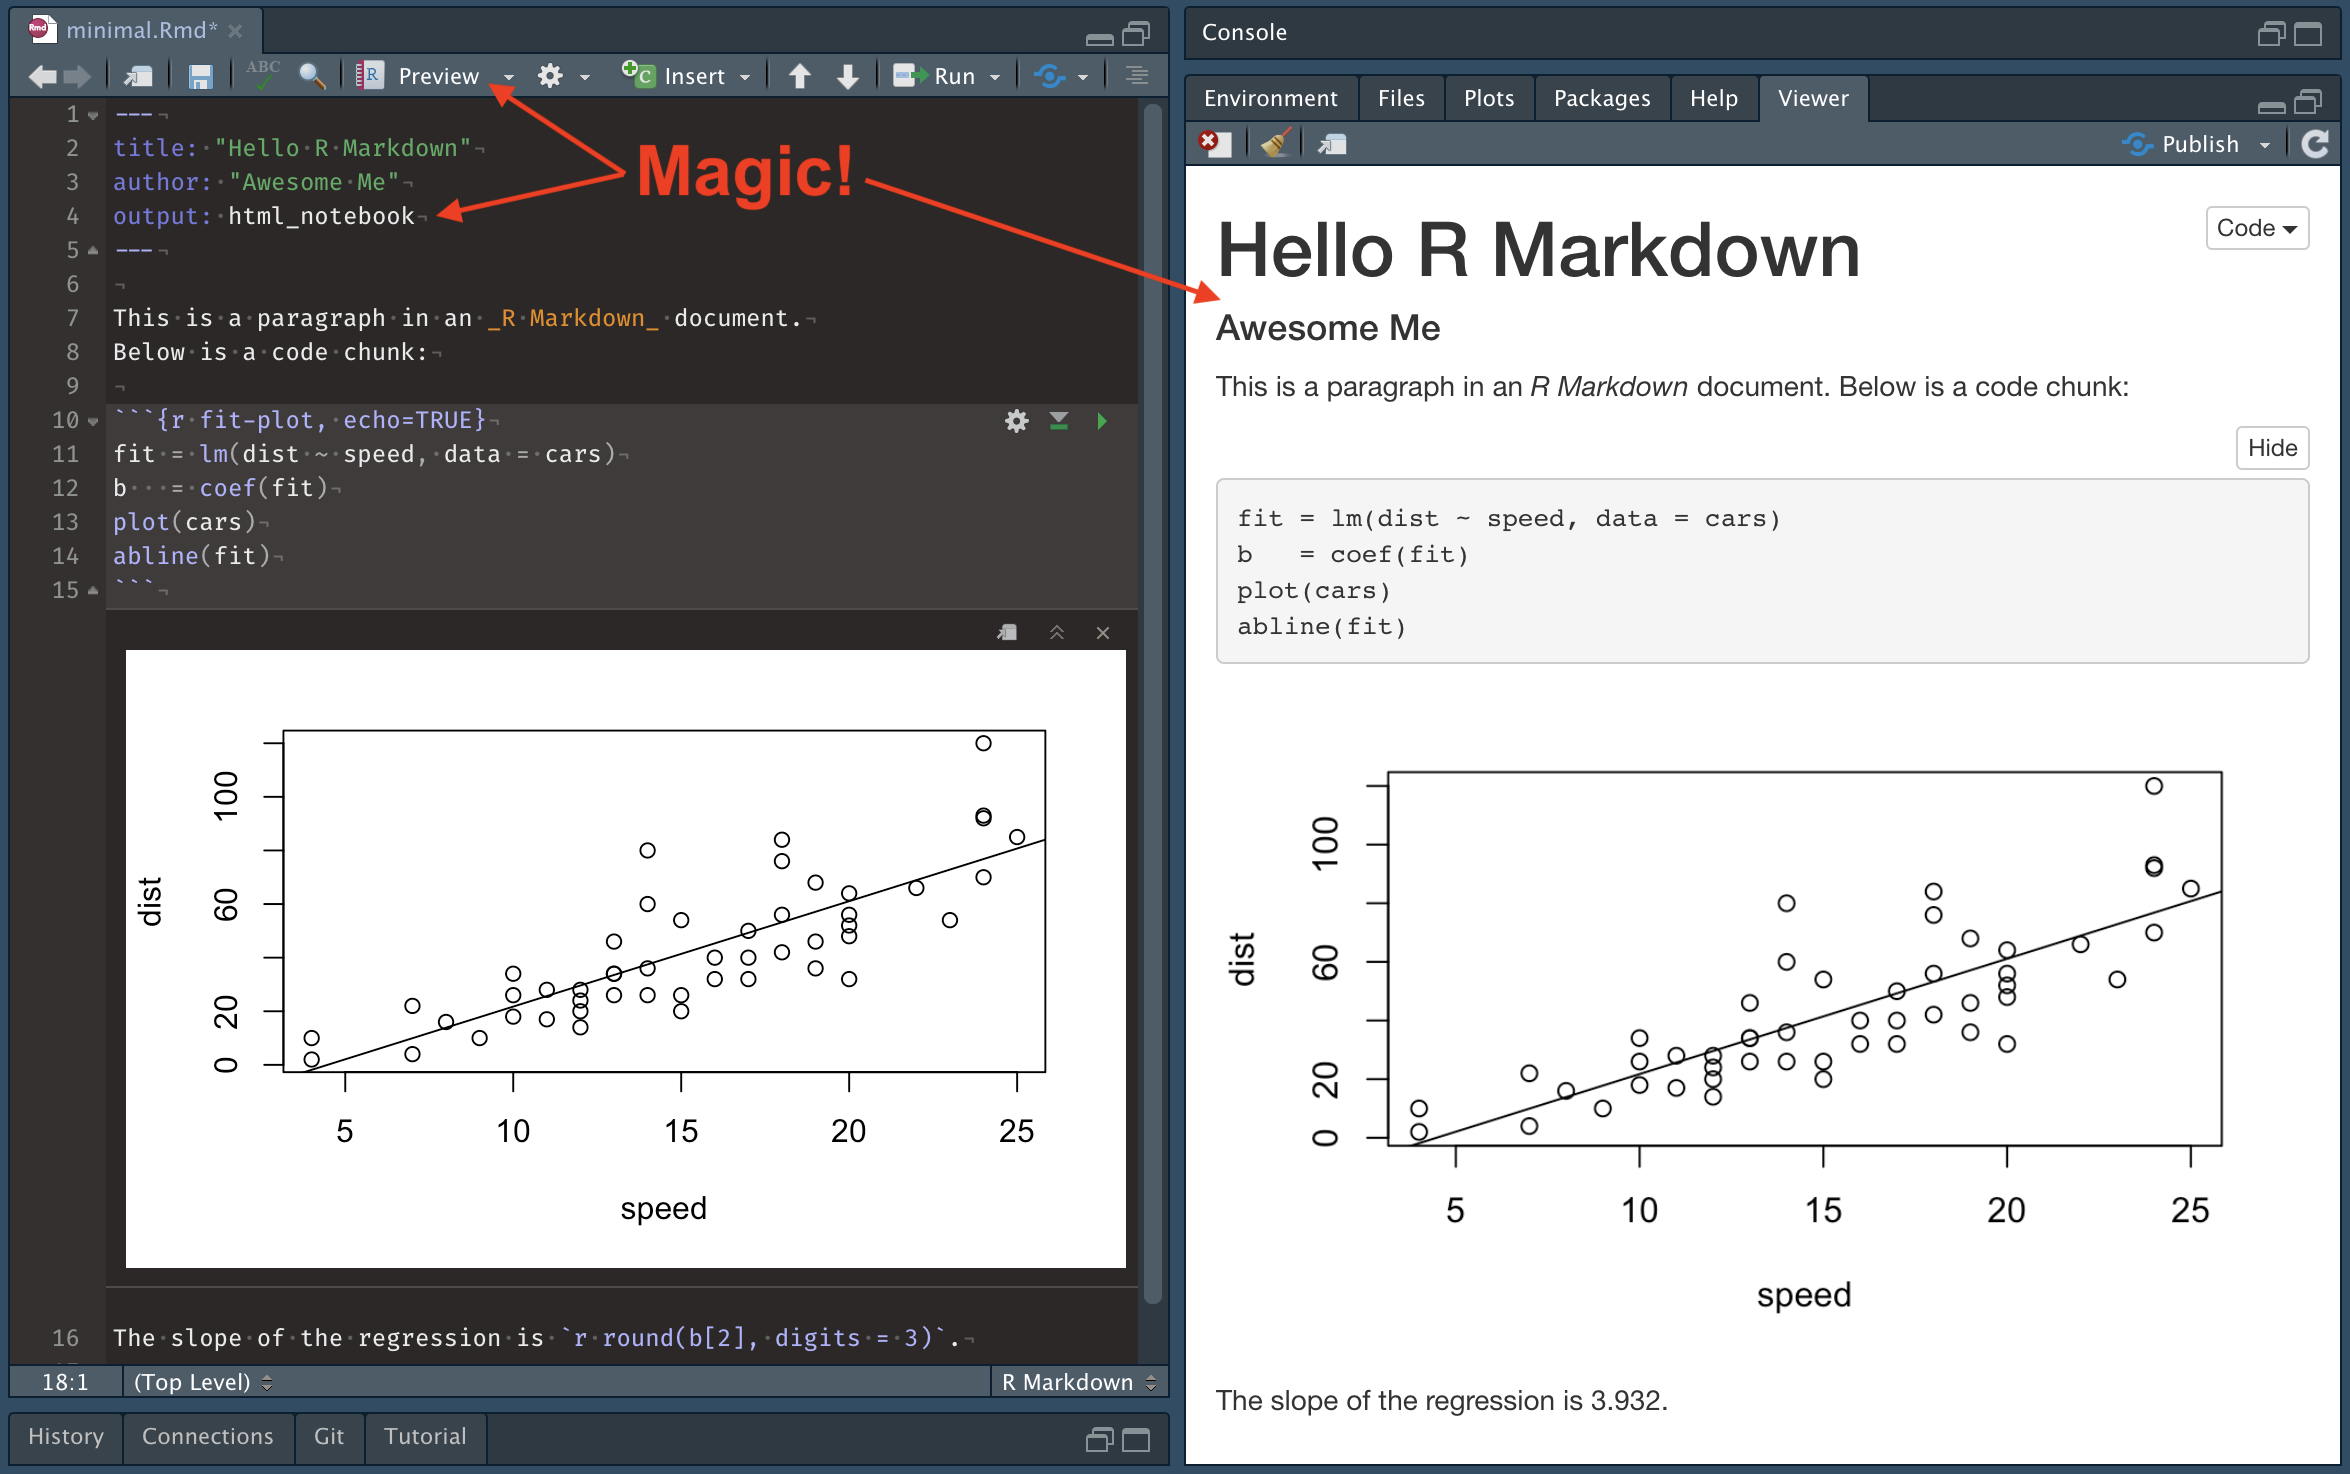 minimal.Rmd*
ABC Preview Insert Run
1 ---
2 title: "Hello R Markdown"
3 author: "Awesome Me"
4 output: html_notebook
5 ---
6
7 This is a paragraph in an _R Markdown_ document.
8 Below is a code chunk:
9
10 ```{r fit-plot, echo=TRUE}
11 fit = lm(dist ~ speed, data = cars)
12 b   = coef(fit)
13 plot(cars)
14 abline(fit)
15 ```
Magic!
100
60
20
0
dist
5 10 15 20 25
speed
16 The slope of the regression is `r round(b[2], digits = 3)`.
18:1 (Top Level) R Markdown
History Connections Git Tutorial
Console
Environment Files Plots Packages Help Viewer
Publish
Hello R Markdown
Code
Awesome Me
This is a paragraph in an R Markdown document. Below is a code chunk:
Hide
fit = lm(dist ~ speed, data = cars)
b   = coef(fit)
plot(cars)
abline(fit)
100
60
20
0
dist
5 10 15 20 25
speed
The slope of the regression is 3.932.